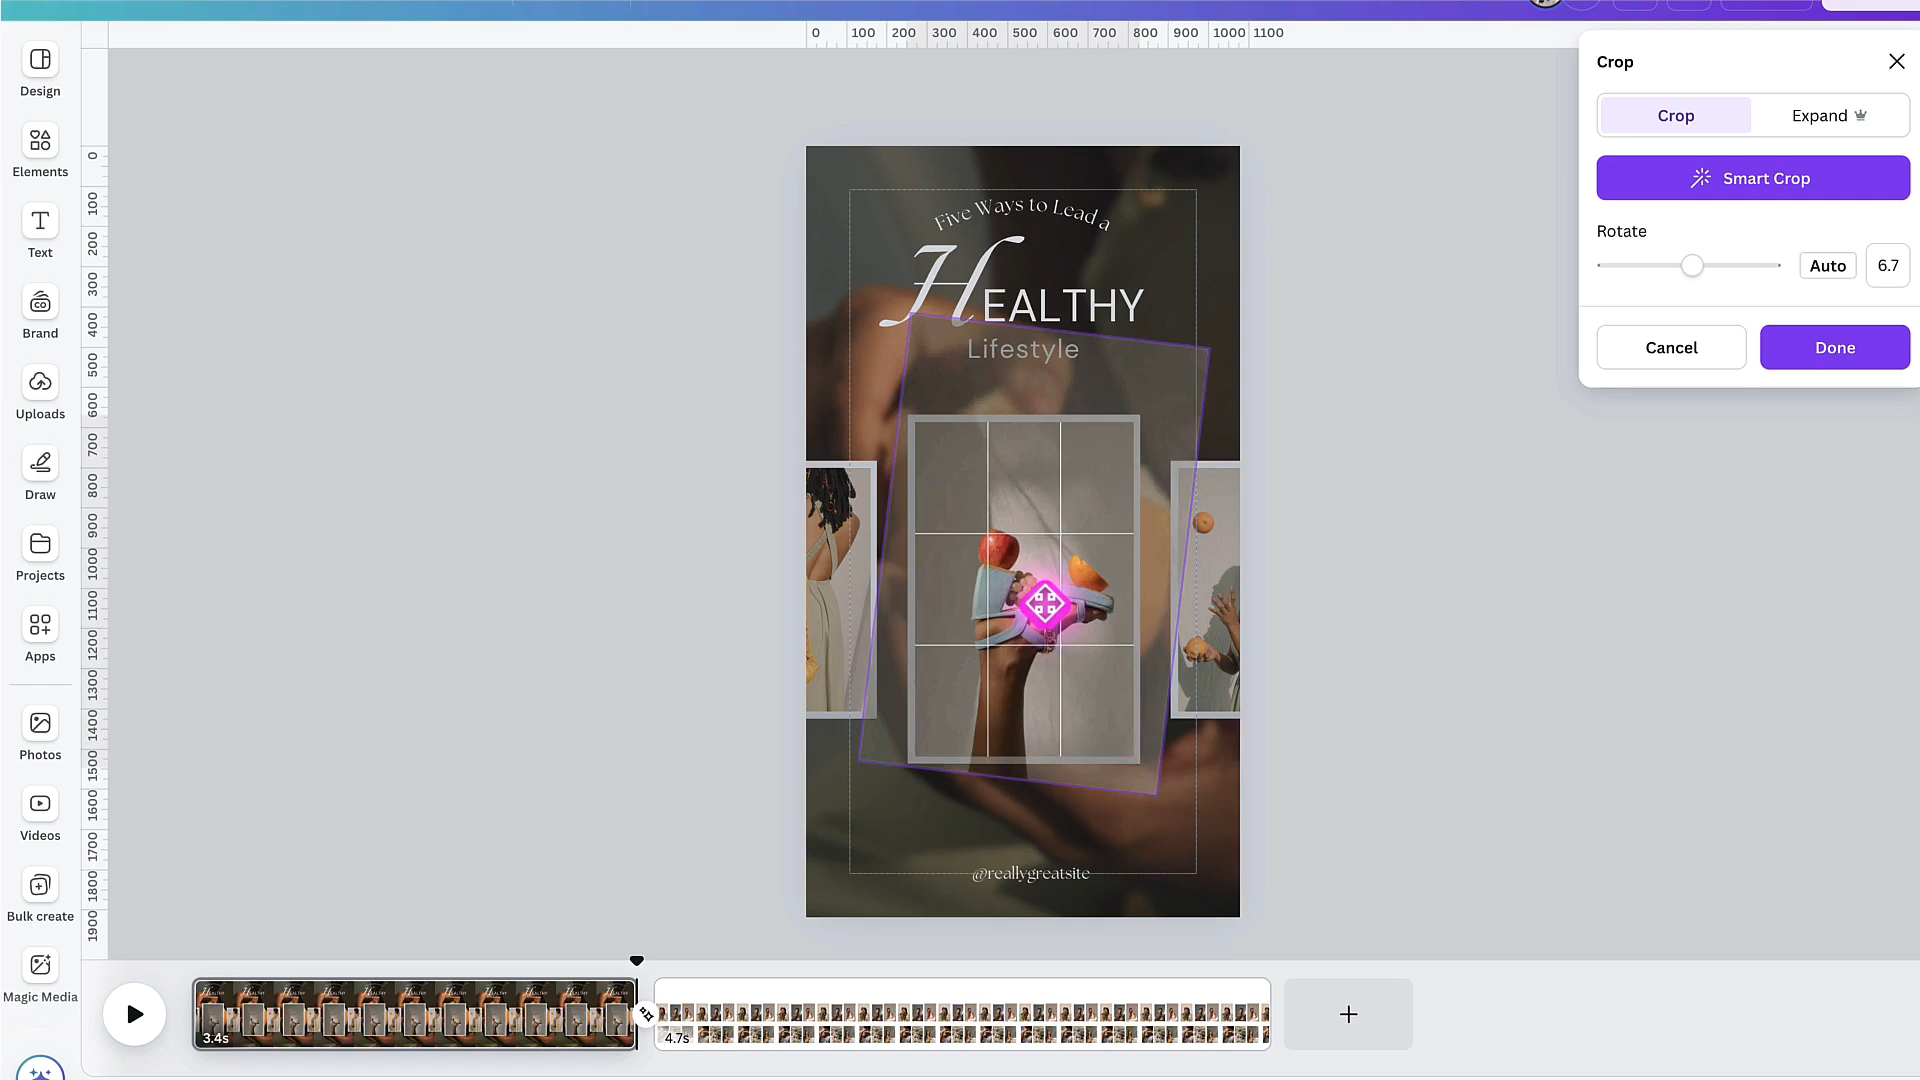 0 100 200 300 400 500 600 700 800 900 1000 1100
Crop
Crop
Expand
Smart Crop
Rotate
Auto
6.7
Cancel
Done
Design
Elements
Text
Brand
Uploads
Draw
Projects
Apps
Photos
Videos
Bulk create
Magic Media
0
100
200
300
400
500
600
700
800
900
1000
1100
1200
1300
1400
1500
1600
1700
1800
1900
Five Ways to Lead a
HEALTHY
Lifestyle
@reallygreatsite
3.4s
4.7s